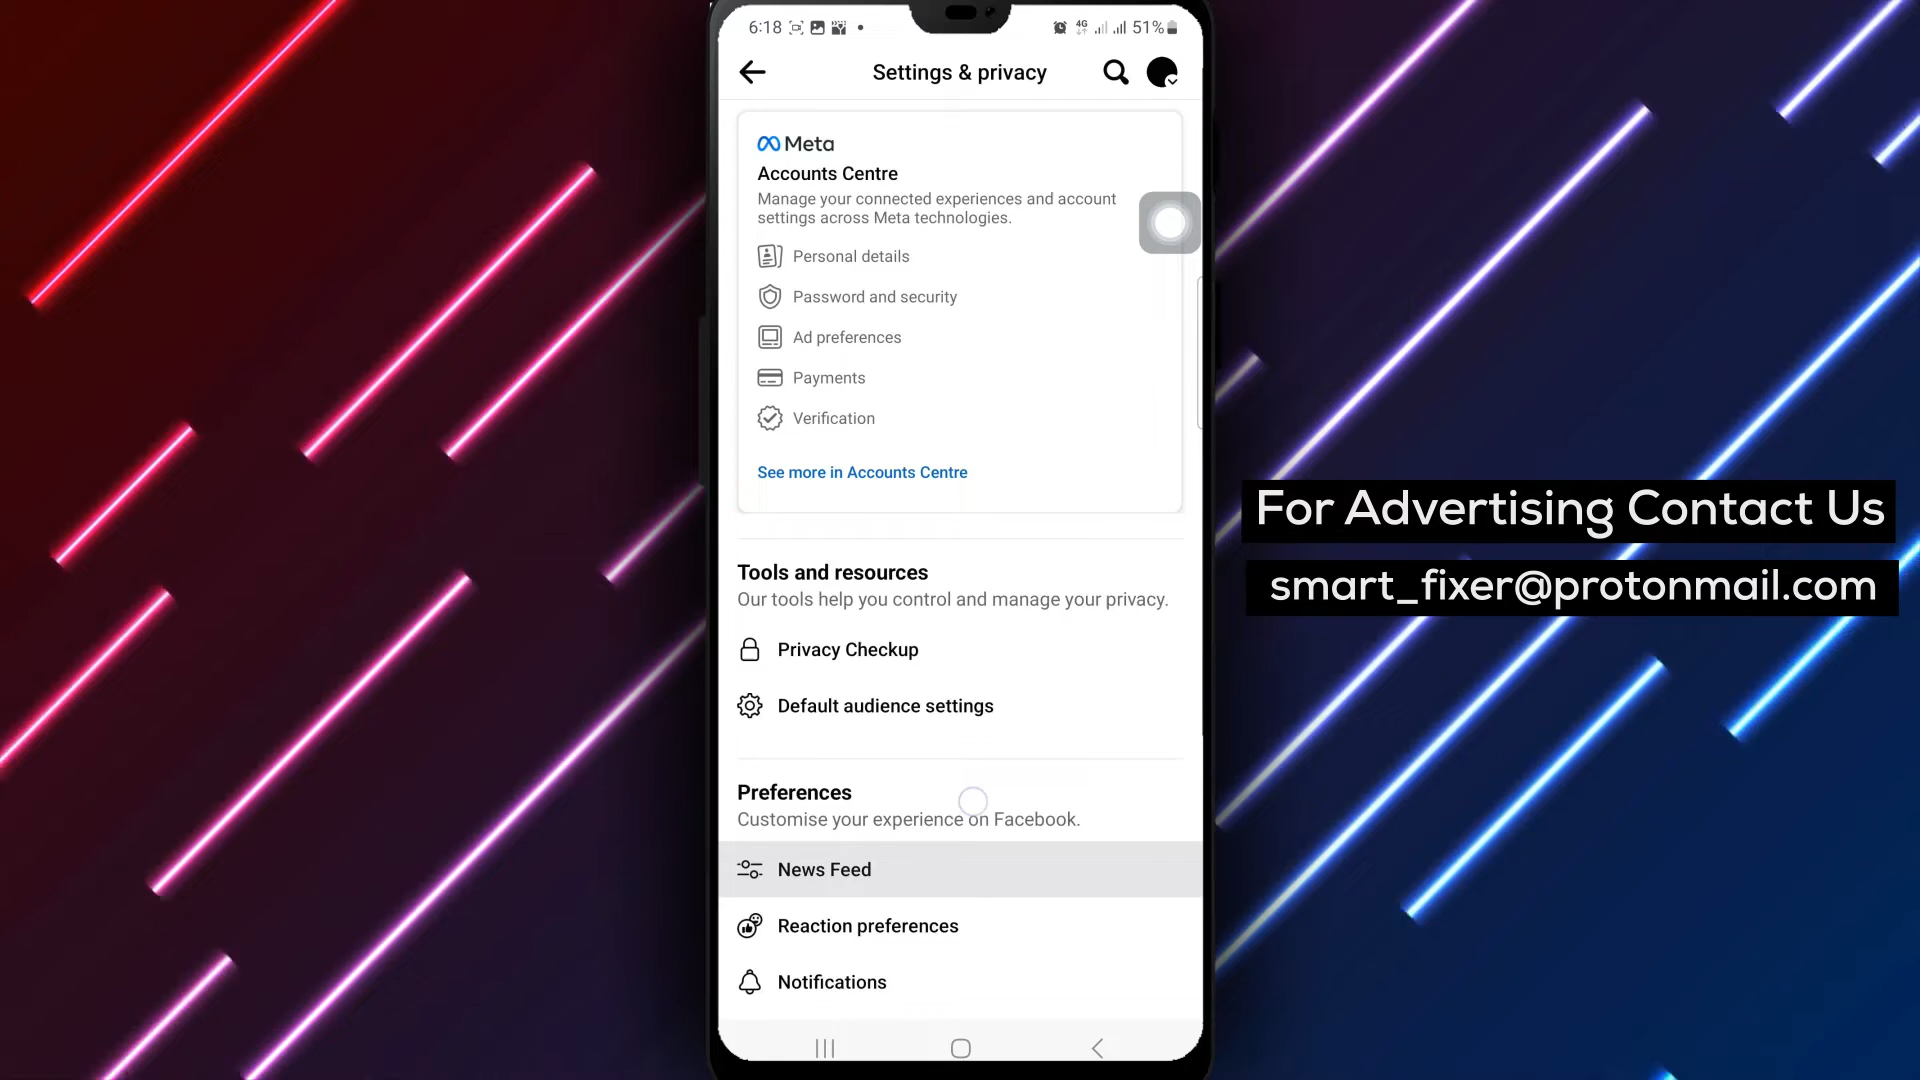 6:18
4G 51%
Settings & privacy
Meta
Accounts Centre
Manage your connected experiences and account
settings across Meta technologies.
Personal details
Password and security
Ad preferences
Payments
Verification
See more in Accounts Centre
Tools and resources
Our tools help you control and manage your privacy.
Privacy Checkup
Default audience settings
Preferences
Customise your experience on Facebook.
News Feed
Reaction preferences
Notifications
For Advertising Contact Us
smart_fixer@protonmail.com